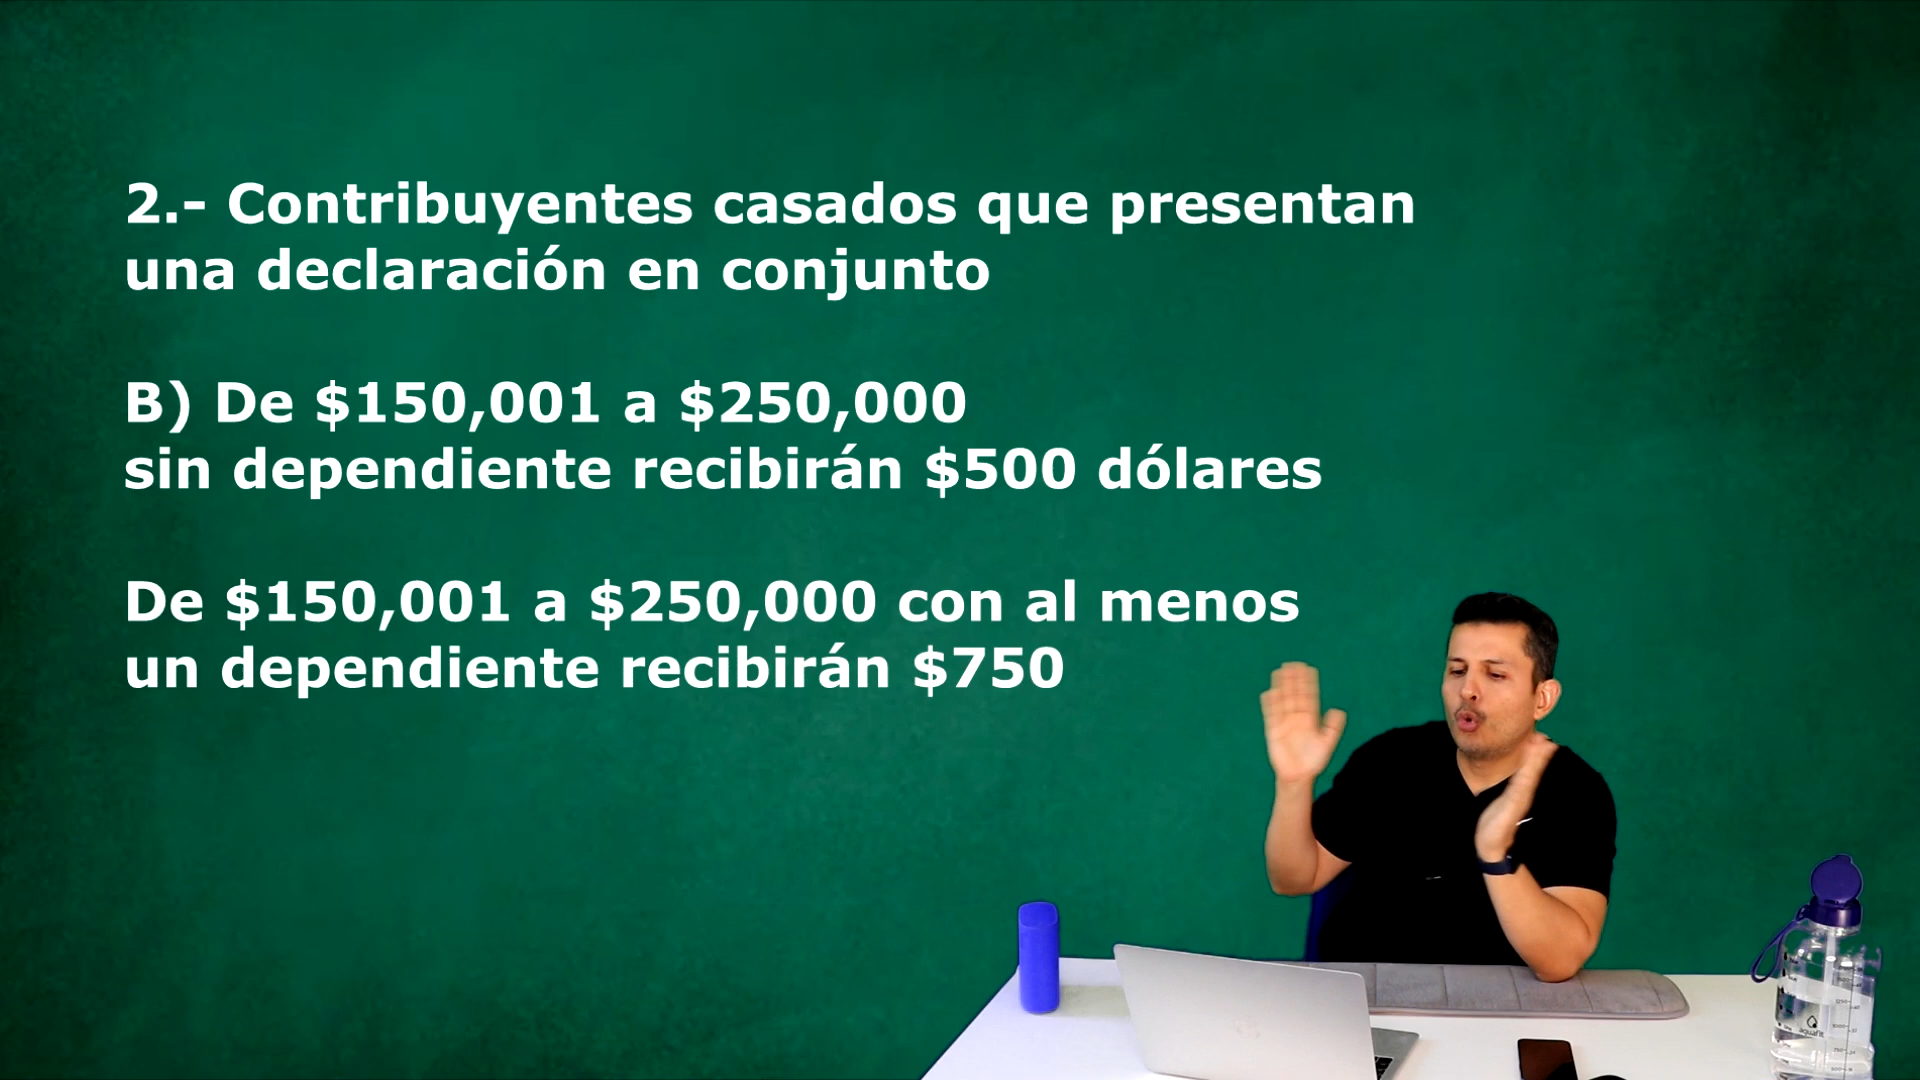 2.- Contribuyentes casados que presentan
una declaración en conjunto
B) De $150,001 a $250,000
sin dependiente recibirán $500 dólares
De $150,001 a $250,000 con al menos
un dependiente recibirán $750
aquafit